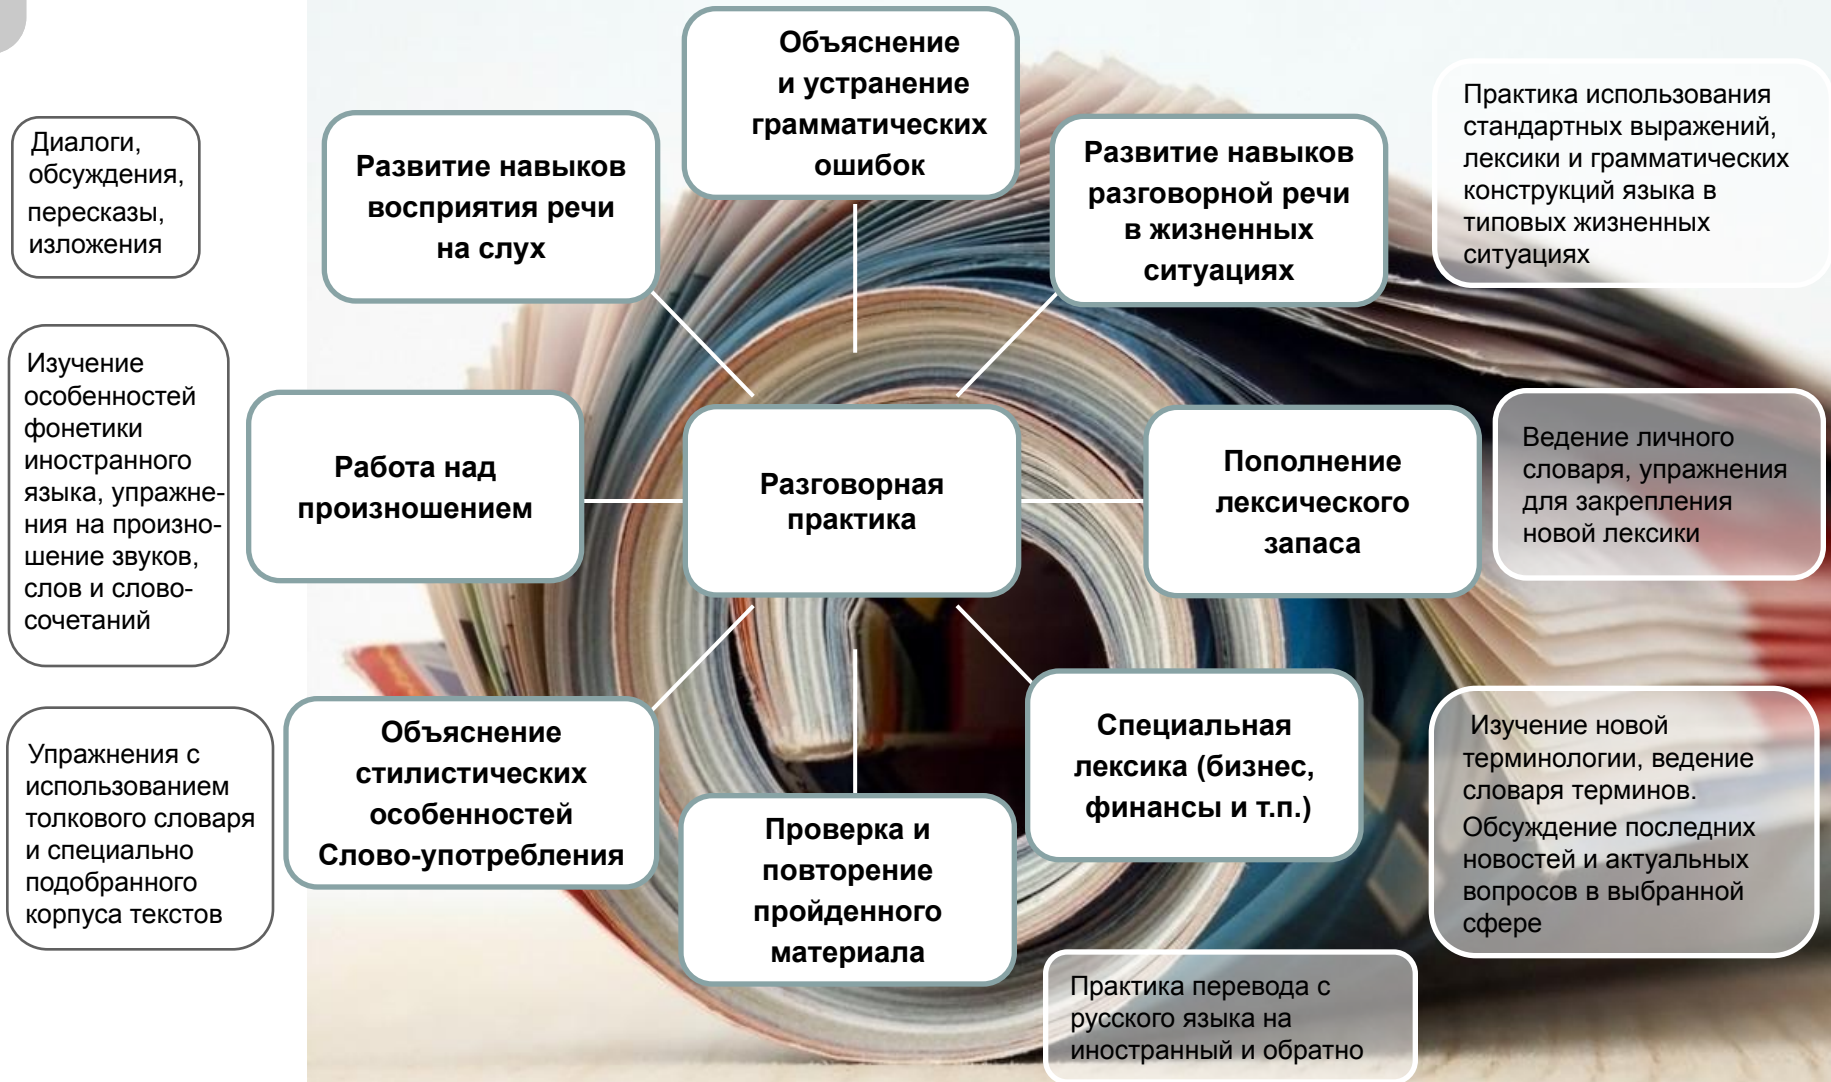 Объяснение
и устранение
грамматических
ошибок
Диалоги,
обсуждения,
пересказы,
изложения
Развитие навыков
восприятия речи
на слух
Развитие навыков
разговорной речи
в жизненных
ситуациях
Практика использования
стандартных выражений,
лексики и грамматических
конструкций языка в
типовых жизненных
ситуациях
Изучение
особенностей
фонетики
иностранного
языка, упражне-
ния на произно-
шение звуков,
слов и слово-
сочетаний
Работа над
произношением
Разговорная
практика
Пополнение
лексического
запаса
Ведение личного
словаря, упражнения
для закрепления
новой лексики
Упражнения с
использованием
толкового словаря
и специально
подобранного
корпуса текстов
Объяснение
стилистических
особенностей
Слово-употребления
Проверка и
повторение
пройденного
материала
Специальная
лексика (бизнес,
финансы и т.п.)
Изучение новой
терминологии, ведение
словаря терминов.
Обсуждение последних
новостей и актуальных
вопросов в выбранной
сфере
Практика перевода с
русского языка на
иностранный и обратно